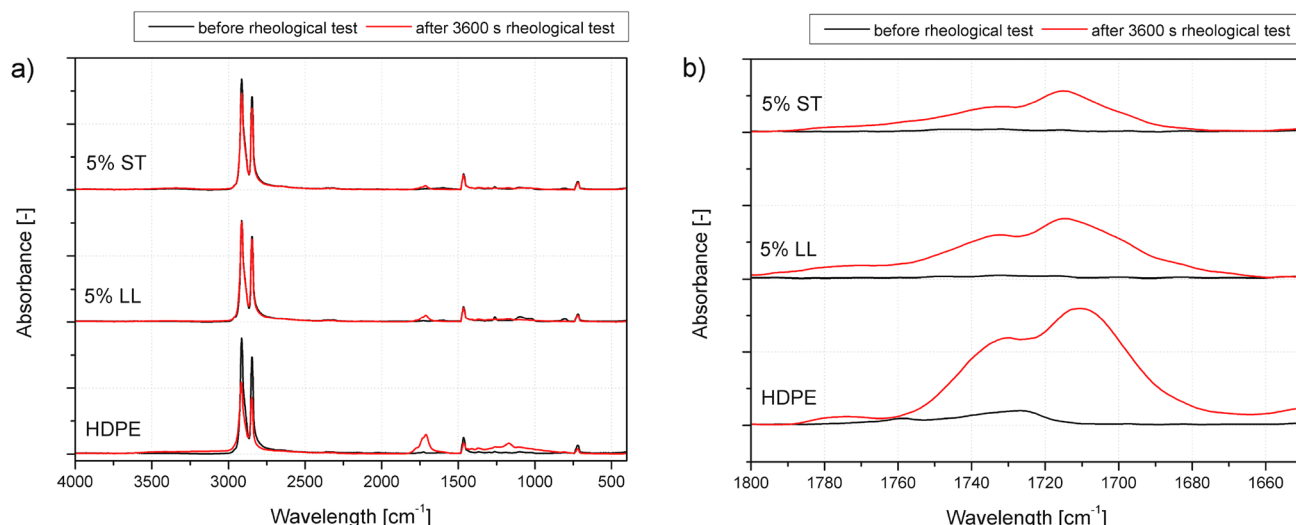 before rheological test after 3600 s rheological test
a)
5% ST
5% LL
HDPE
Absorbance [-]
4000 3500 3000 2500 2000 1500 1000 500
Wavelength [cm⁻¹]
before rheological test after 3600 s rheological test
b)
5% ST
5% LL
HDPE
Absorbance [-]
1800 1780 1760 1740 1720 1700 1680 1660
Wavelength [cm⁻¹]